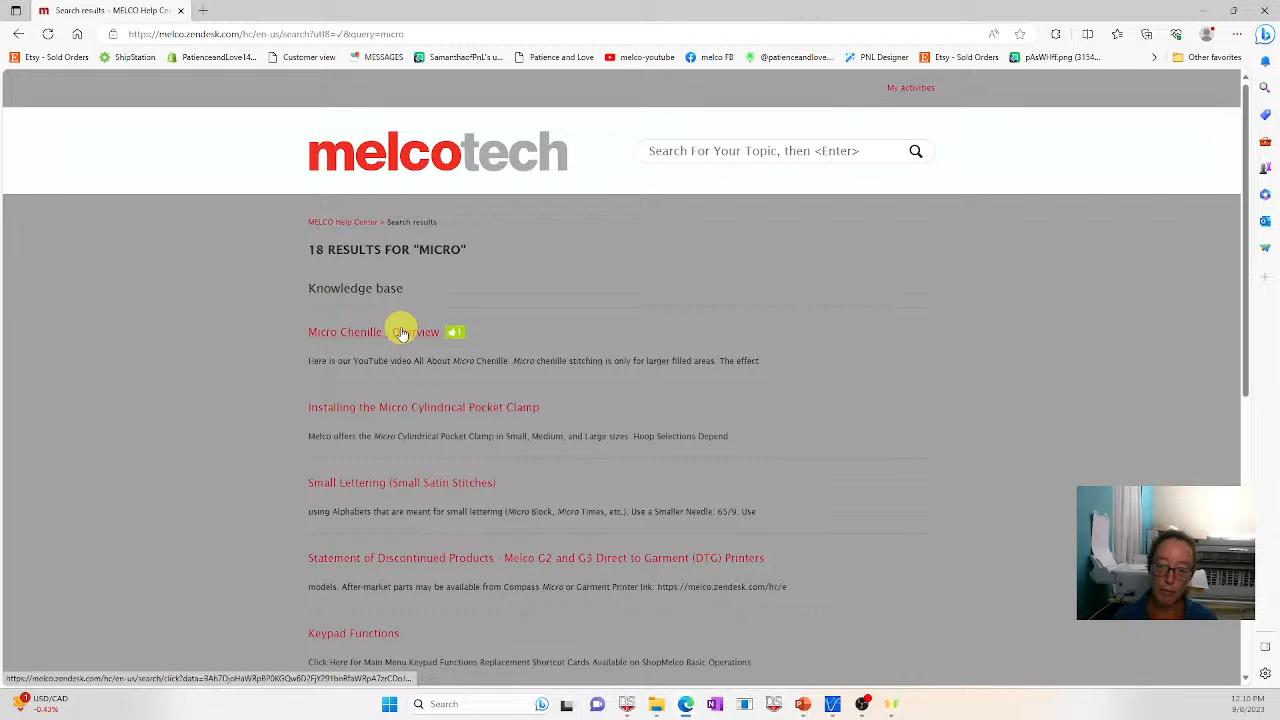 Search results – MELCO Help Cen
https://melco.zendesk.com/hc/en-us/search?utf8=✓&query=micro
Etsy - Sold Orders
ShipStation
PatienceandLove14...
Customer view
MESSAGES
SamanthaofPnL's u...
Patience and Love
melco-youtube
melco FB
@patienceandlove...
PNL Designer
Etsy - Sold Orders
pAsWHff.png (3154...
Other favorites
My activities
melcotech
Search For Your Topic, then <Enter>
MELCO Help Center > Search results
18 RESULTS FOR "MICRO"
Knowledge base
Micro Chenille Overview 1
Here is our YouTube video All About Micro Chenille. Micro chenille stitching is only for larger filled areas. The effect
Installing the Micro Cylindrical Pocket Clamp
Melco offers the Micro Cylindrical Pocket Clamp in Small, Medium, and Large sizes. Hoop Selections Depend
Small Lettering (Small Satin Stitches)
using Alphabets that are meant for small lettering (Micro Block, Micro Times, etc.). Use a Smaller Needle: 65/9. Use
Statement of Discontinued Products - Melco G2 and G3 Direct to Garment (DTG) Printers
models. After-market parts may be available from Compass Micro or Garment Printer Ink: https://melco.zendesk.com/hc/e
Keypad Functions
Click Here for Main Menu Keypad Functions Replacement Shortcut Cards Available on ShopMelco Basic Operations
1
USD/CAD
-0.43%
Search
12:10 PM
9/8/2023